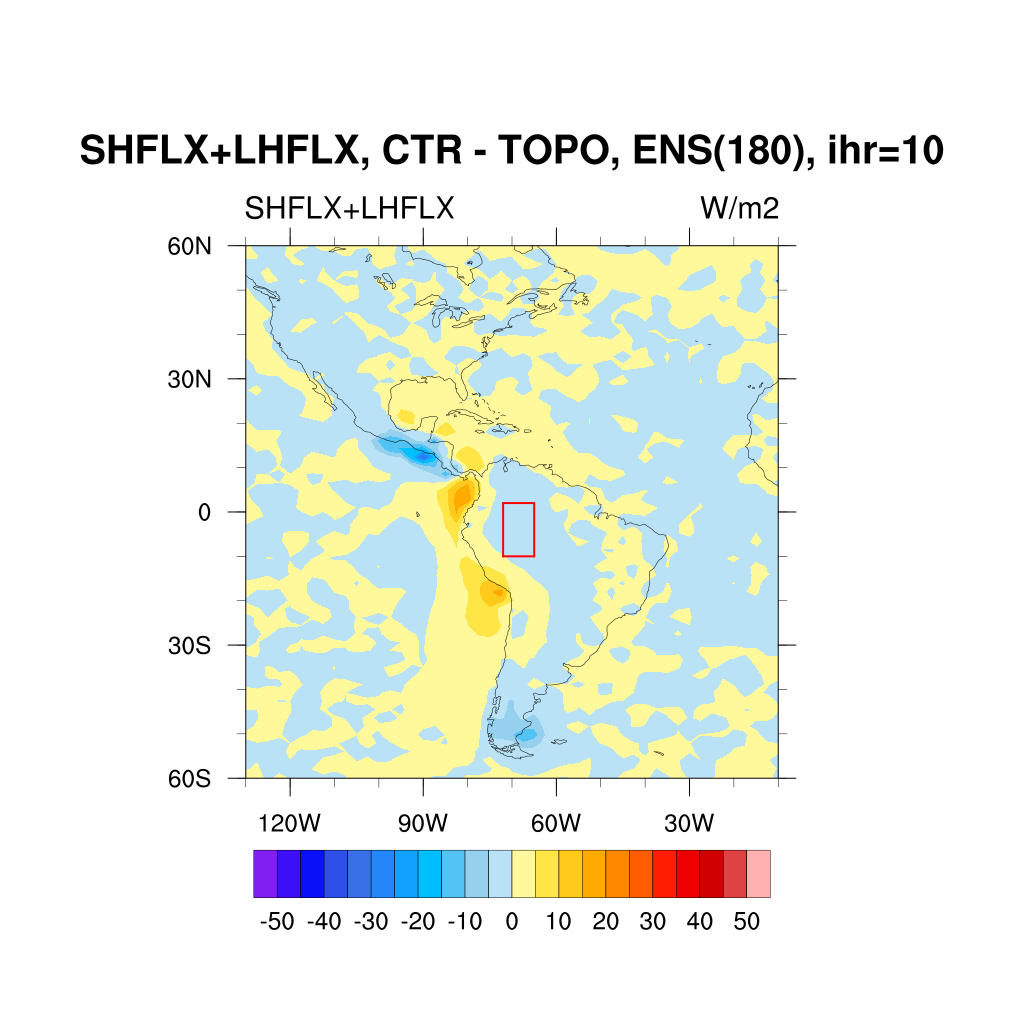 SHFLX+LHFLX, CTR - TOPO, ENS(180), ihr=10
SHFLX+LHFLX W/m2
60N
30N
0
30S
60S
120W 90W 60W 30W
-50 -40 -30 -20 -10 0 10 20 30 40 50